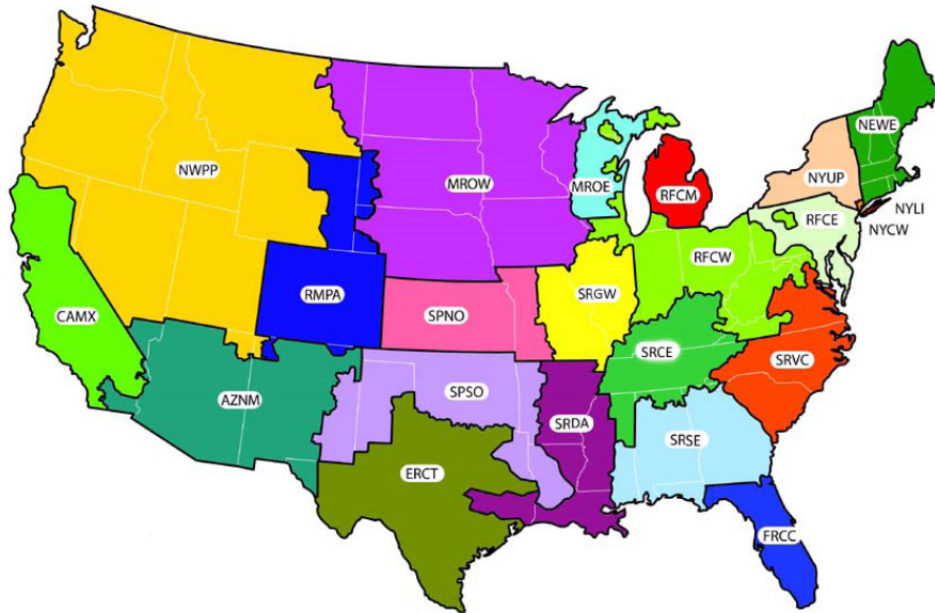 NEWE
NWPP
NYUP
MROW
MROE
RFCM
NYLI
RFCE
NYCW
RFCW
RMPA
SRGW
CAMX
SPNO
SRCE
SRVC
SPSO
AZNM
SRDA
SRSE
ERCT
FRCC